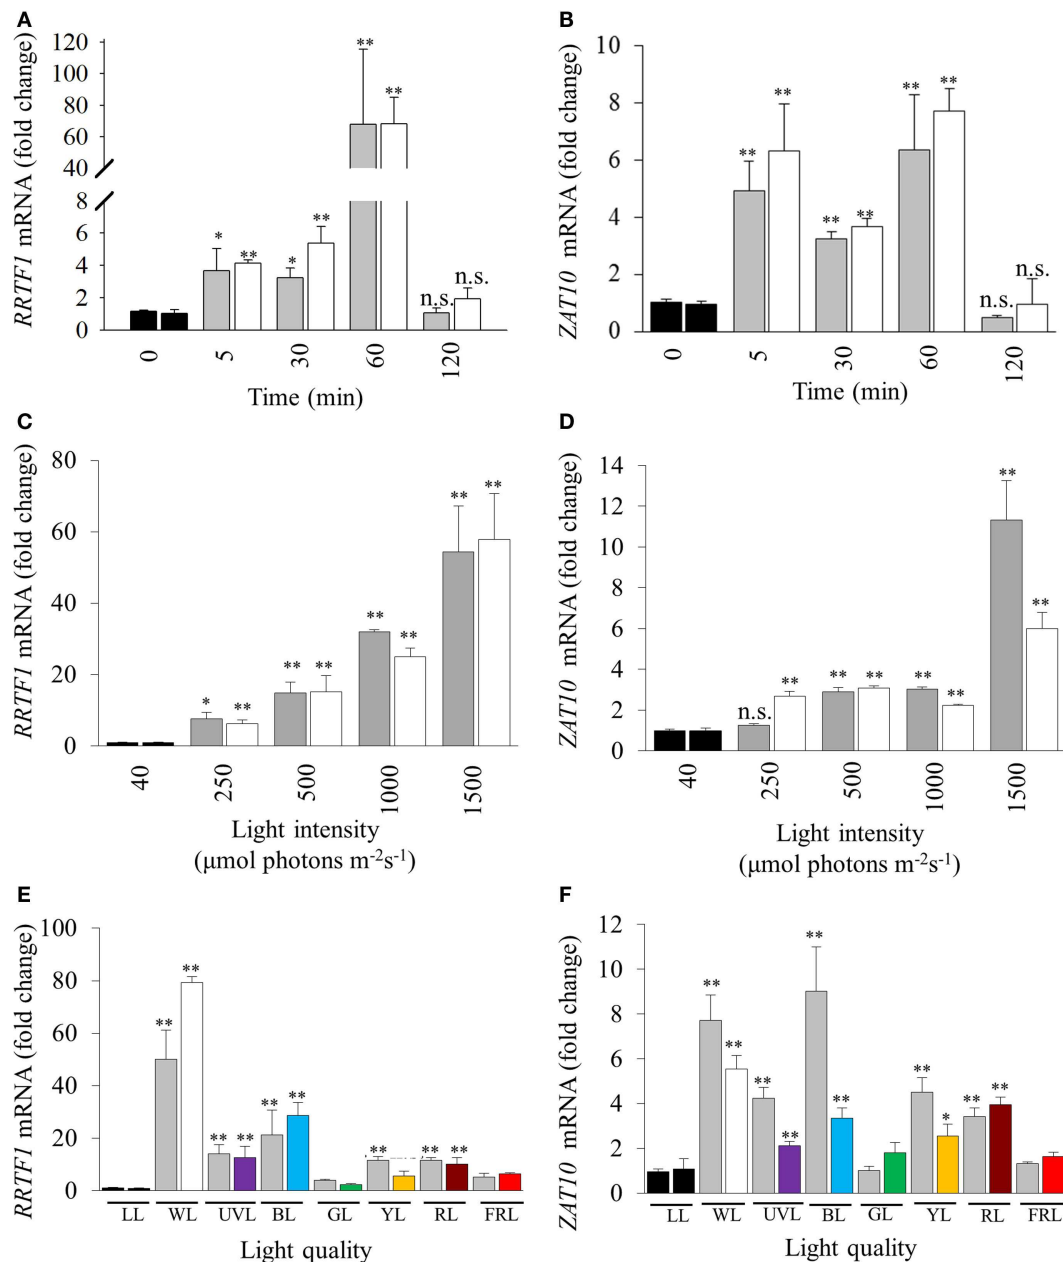 A
RRTF1 mRNA (fold change)
120
100
80
60
40
8
6
4
2
0
*
**
*
**
**
**
n.s.
n.s.
0
5
30
60
120
Time (min)
B
ZAT10 mRNA (fold change)
10
8
6
4
2
0
**
**
**
**
**
**
n.s.
n.s.
0
5
30
60
120
Time (min)
C
RRTF1 mRNA (fold change)
80
60
40
20
0
*
**
**
**
**
**
**
**
40
250
500
1000
1500
Light intensity
(μmol photons m-2s-1)
D
ZAT10 mRNA (fold change)
14
12
10
8
6
4
2
0
n.s.
**
**
**
**
**
**
**
40
250
500
1000
1500
Light intensity
(μmol photons m-2s-1)
E
RRTF1 mRNA (fold change)
100
80
60
40
20
0
**
**
**
**
**
**
**
**
**
LL
WL
UVL
BL
GL
YL
RL
FRL
Light quality
F
ZAT10 mRNA (fold change)
12
10
8
6
4
2
0
**
**
**
**
**
**
**
*
**
**
LL
WL
UVL
BL
GL
YL
RL
FRL
Light quality